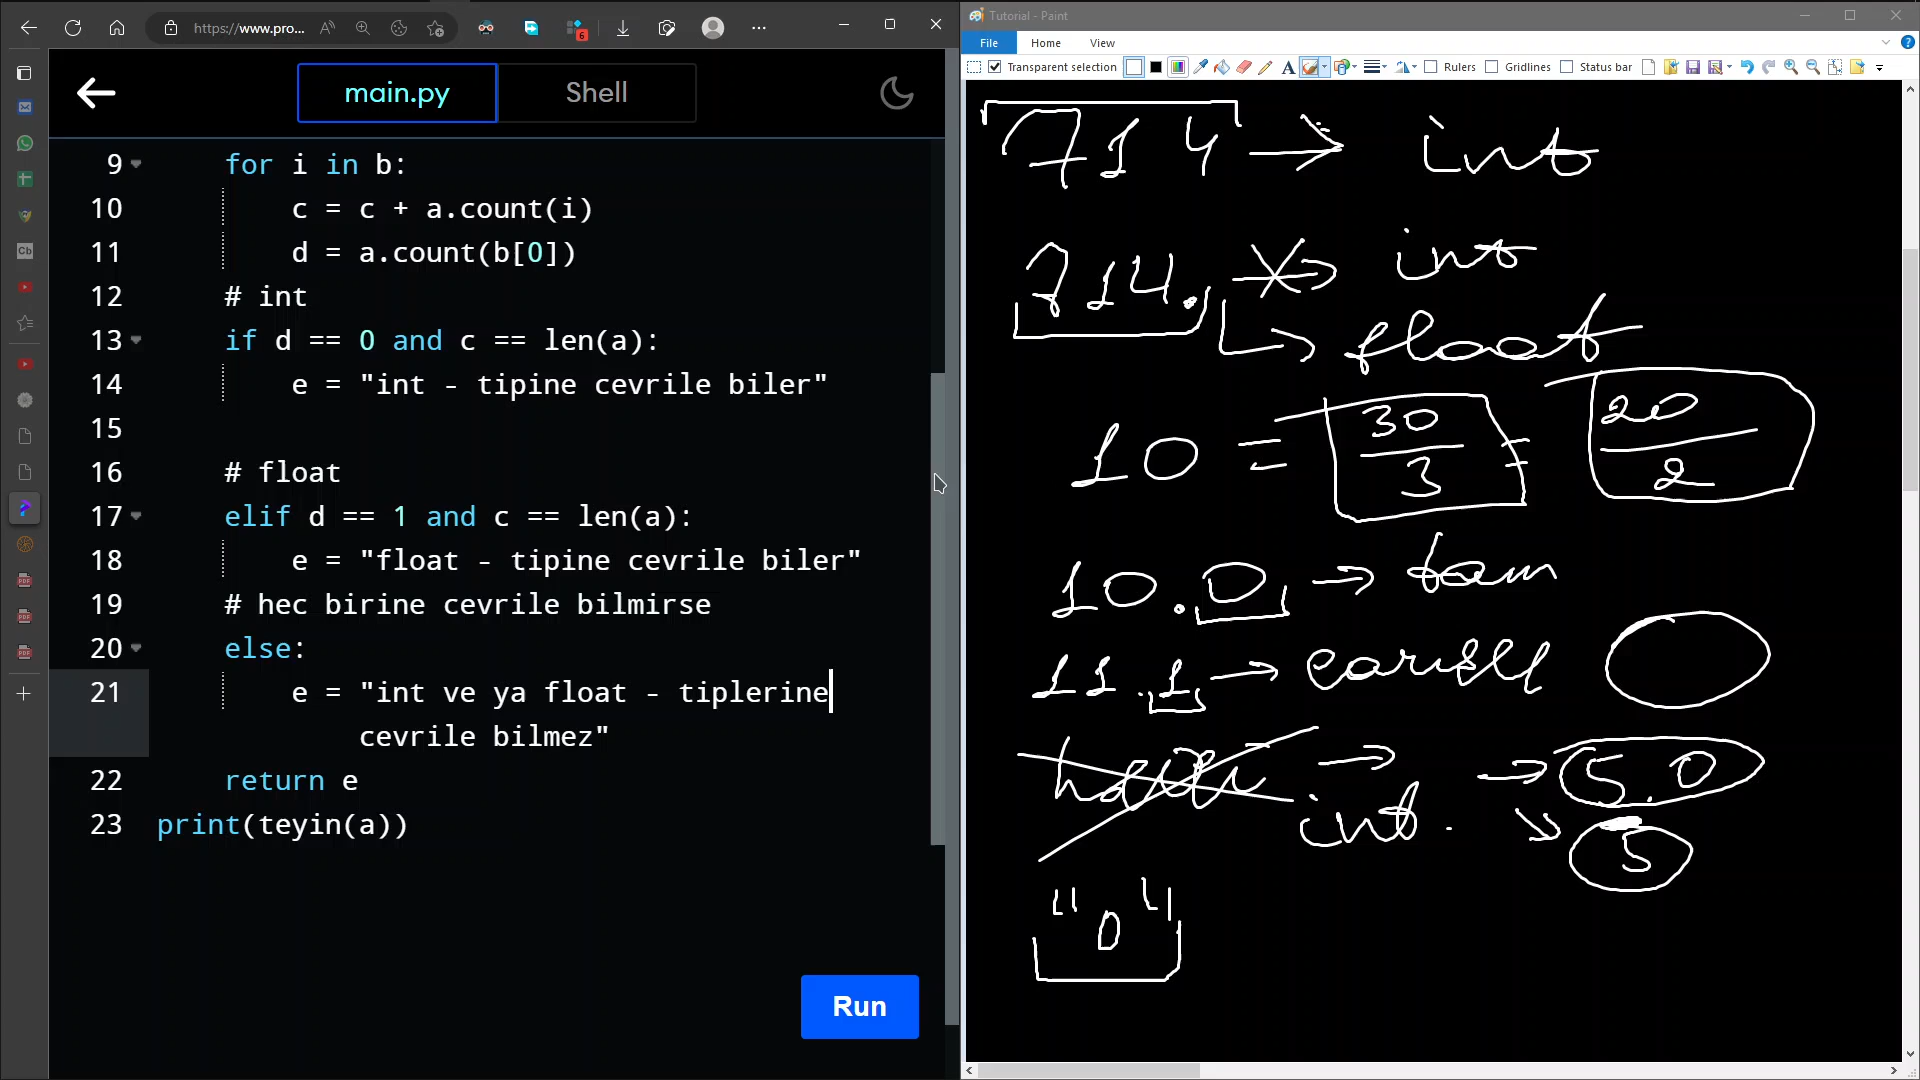 https://www.pro...
6
main.py
Shell
9 for i in b:
10 c = c + a.count(i)
11 d = a.count(b[0])
12 # int
13 if d == 0 and c == len(a):
14 e = "int - tipine cevrile biler"
15
16 # float
17 elif d == 1 and c == len(a):
18 e = "float - tipine cevrile biler"
19 # hec birine cevrile bilmirse
20 else:
21 e = "int ve ya float - tiplerine
cevrile bilmez"
22 return e
23 print(teyin(a))
Run
Tutorial - Paint
File Home View
Transparent selection
A
Rulers
Gridlines
Status bar
714 → int
714. → int
float
10 = 30/3 = 20/2
10.0 → tam
11.1 →
→ → 5.0
int. 5
"0"